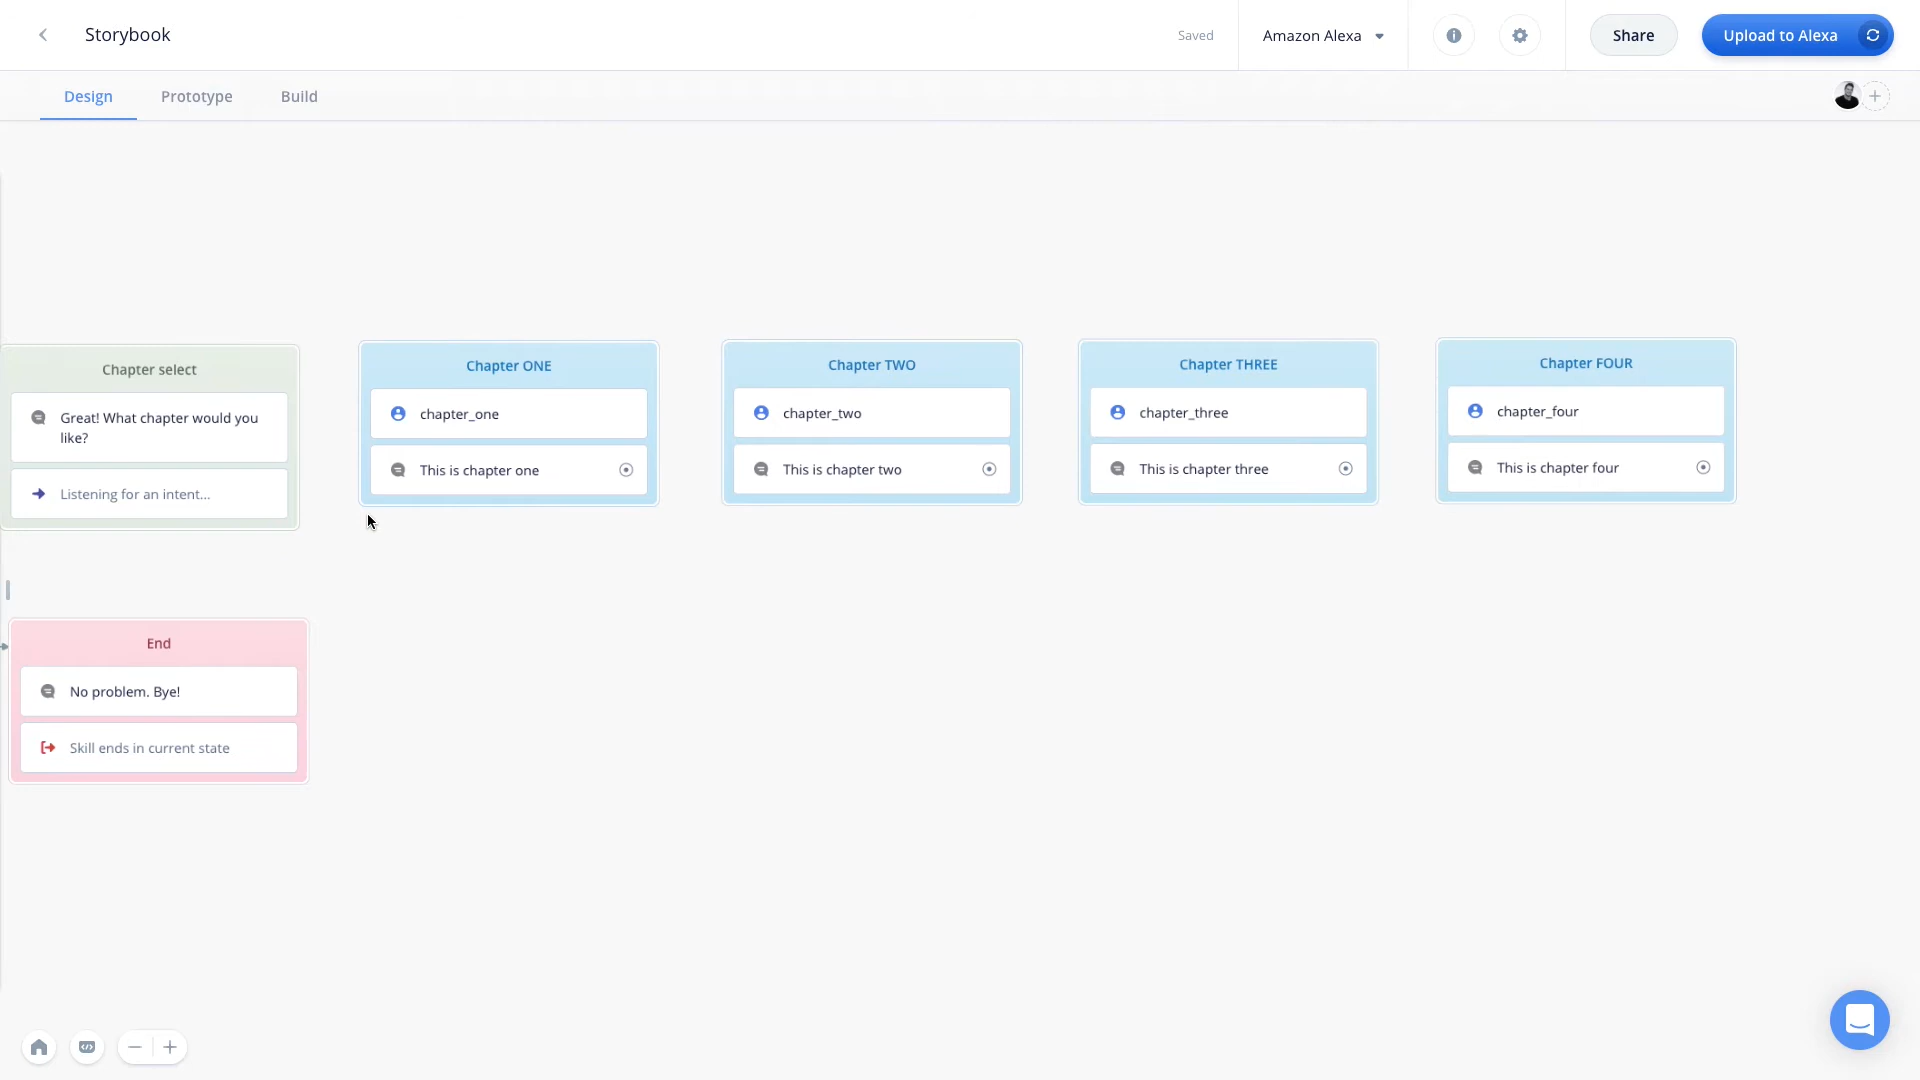 Storybook
Saved
Amazon Alexa
Share
Upload to Alexa
Design
Prototype
Build
Chapter select
Great! What chapter would you
like?
Listening for an intent...
Chapter ONE
chapter_one
This is chapter one
Chapter TWO
chapter_two
This is chapter two
Chapter THREE
chapter_three
This is chapter three
Chapter FOUR
chapter_four
This is chapter four
End
No problem. Bye!
Skill ends in current state